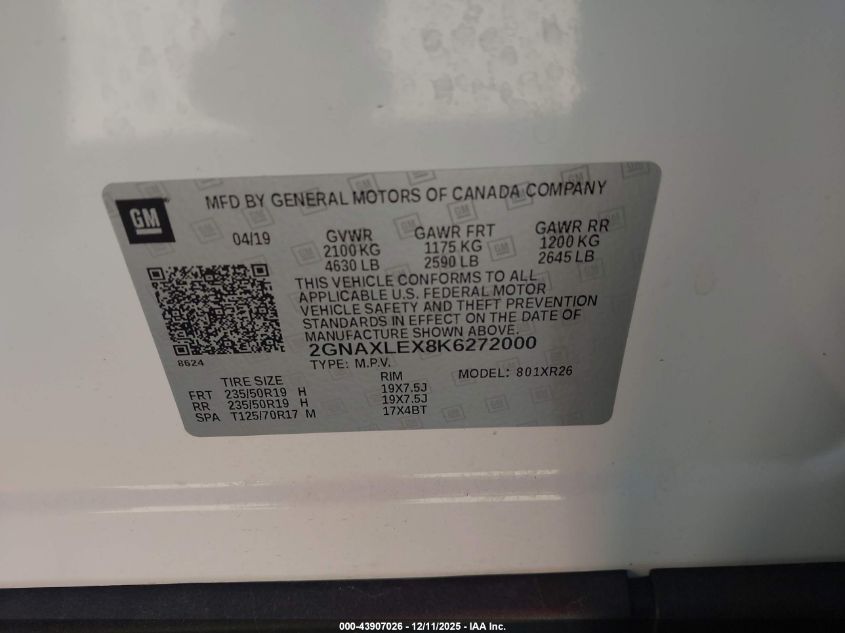 GM
MFD BY GENERAL MOTORS OF CANADA COMPANY
04/19 GVWR GAWR FRT GAWR RR
2100 KG 1175 KG 1200 KG
4630 LB 2590 LB 2645 LB
THIS VEHICLE CONFORMS TO ALL
APPLICABLE U.S. FEDERAL MOTOR
VEHICLE SAFETY AND THEFT PREVENTION
STANDARDS IN EFFECT ON THE DATE OF
MANUFACTURE SHOWN ABOVE.
8624
2GNAXLEX8K6272000
TYPE: M.P.V.
TIRE SIZE RIM MODEL: 801XR26
FRT 235/50R19 H 19X7.5J
RR 235/50R19 H 19X7.5J
SPA T125/70R17 M 17X4BT
000-43907026 - 12/11/2025 - IAA Inc.